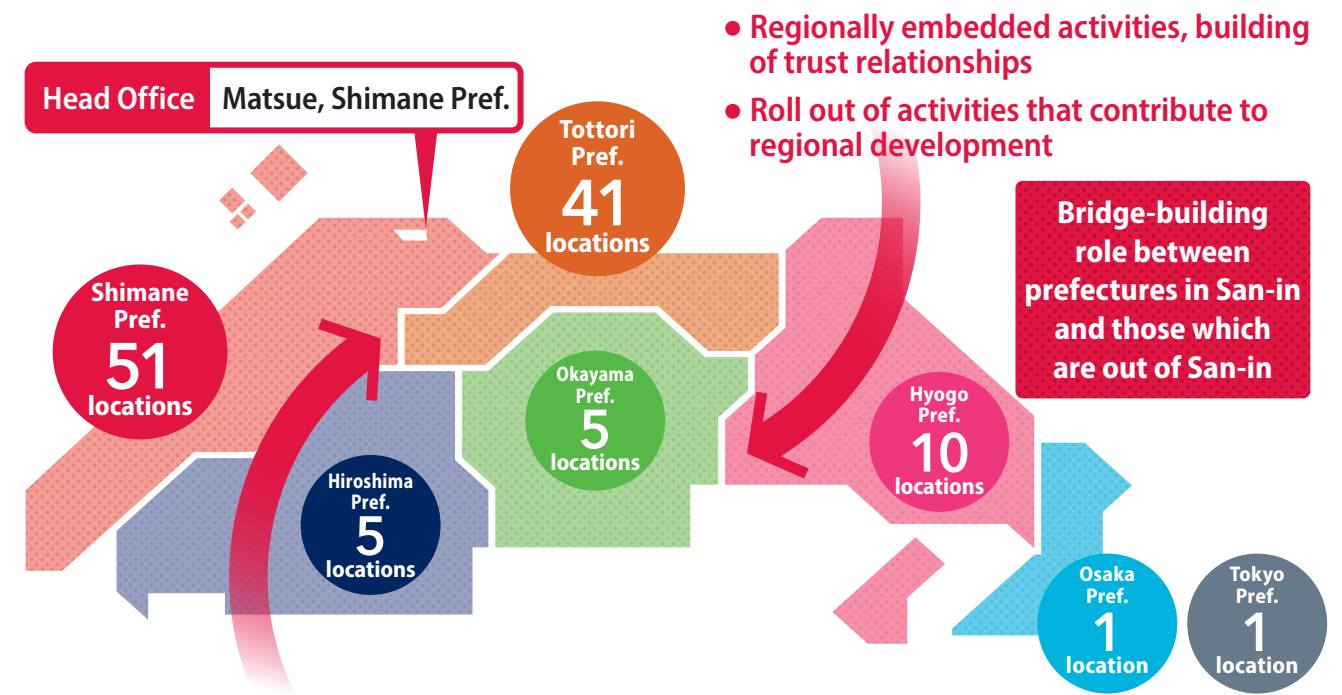 ● Regionally embedded activities, building
of trust relationships
● Roll out of activities that contribute to
regional development
Head Office
Matsue, Shimane Pref.
Tottori
Pref.
41
locations
Bridge-building
role between
prefectures in San-in
and those which
are out of San-in
Shimane
Pref.
51
locations
Okayama
Pref.
5
locations
Hyogo
Pref.
10
locations
Hiroshima
Pref.
5
locations
Osaka
Pref.
1
location
Tokyo
Pref.
1
location